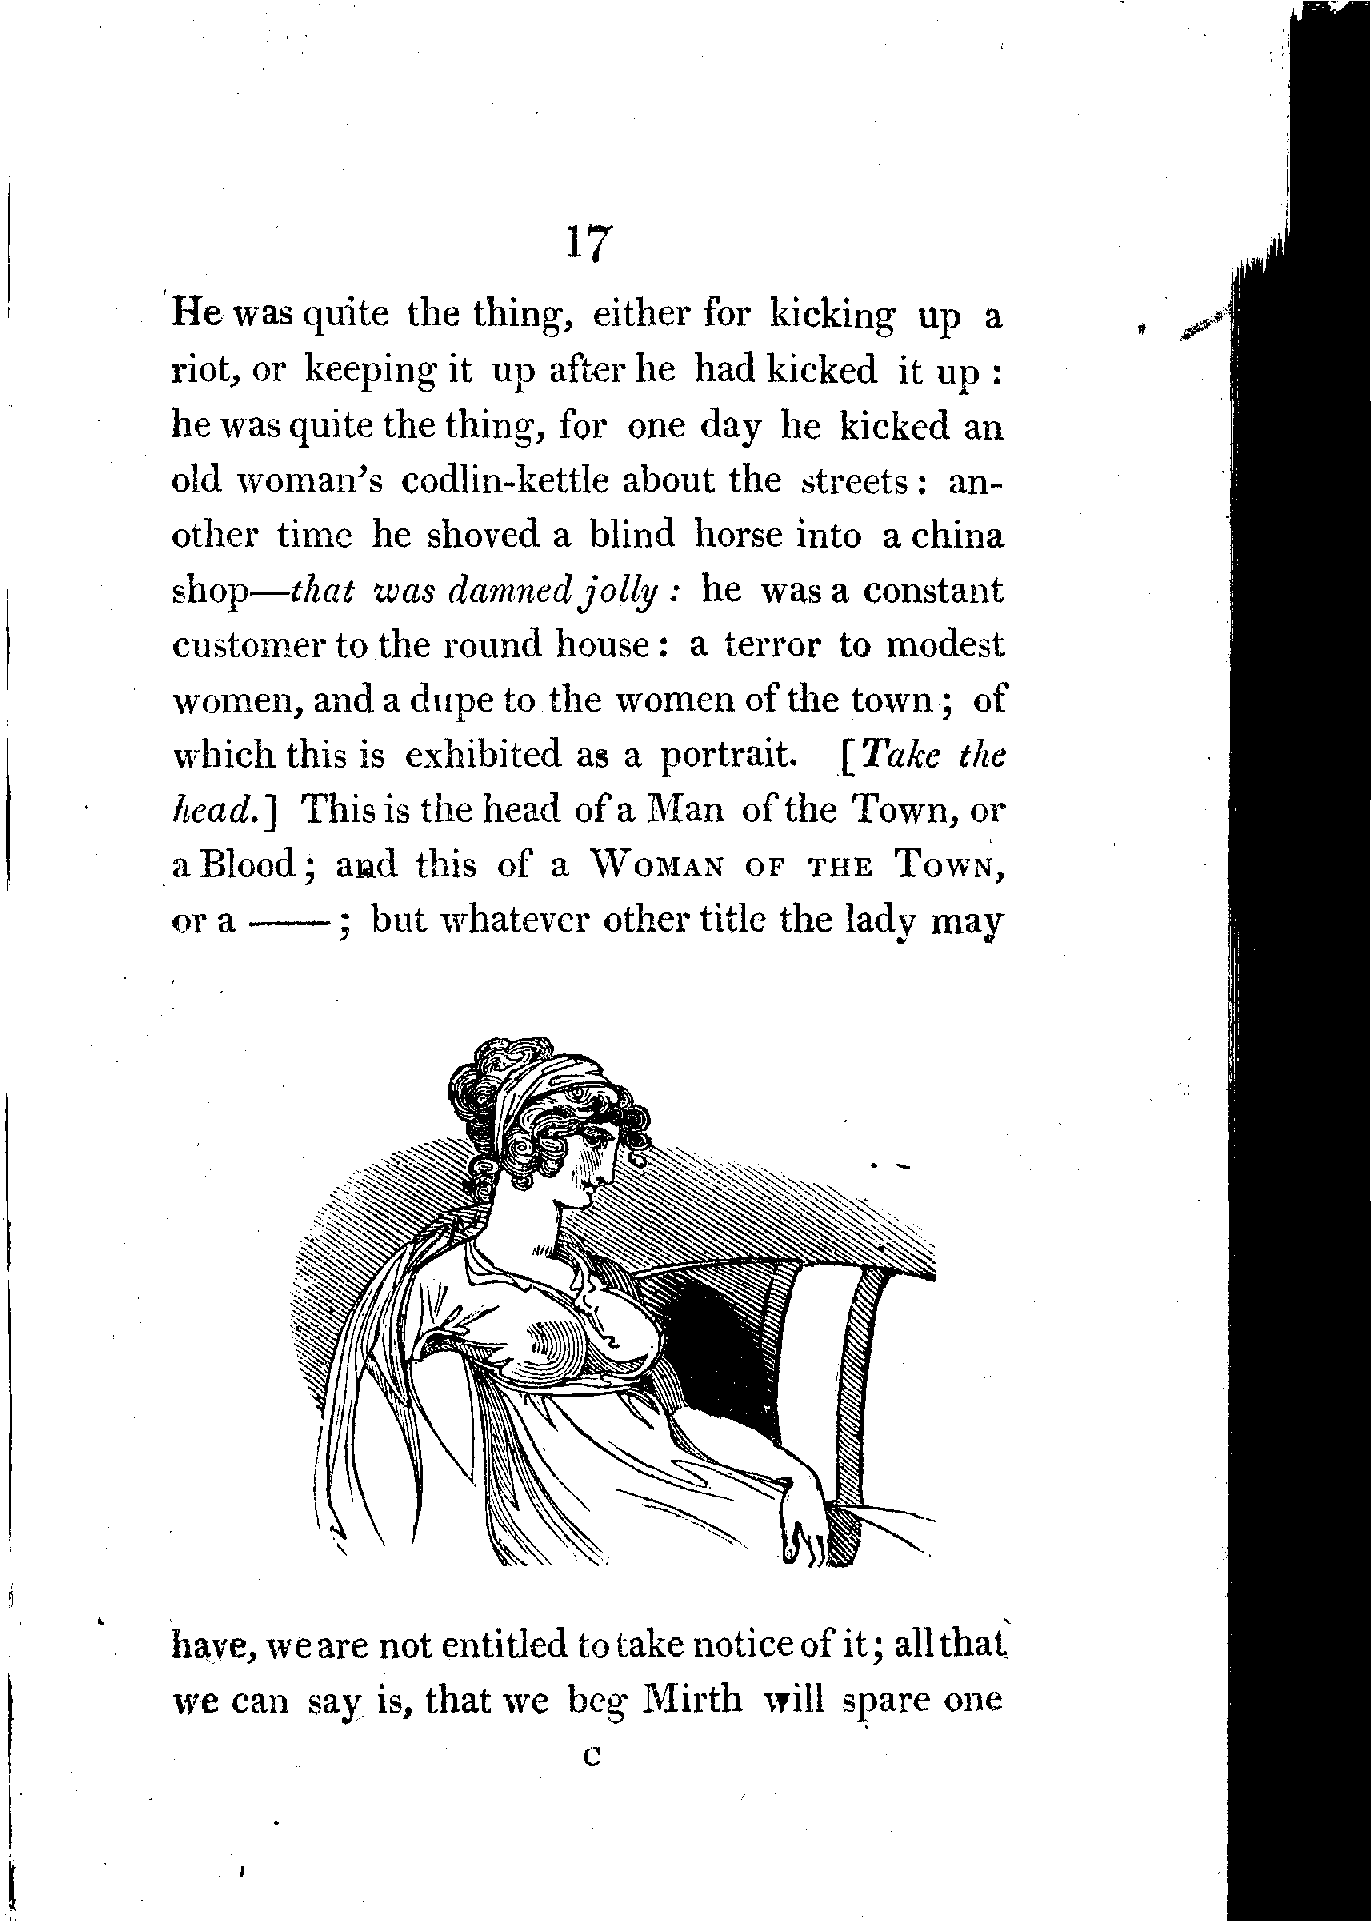 17
He was quite the thing, either for kicking up a
riot, or keeping it up after he had kicked it up :
he was quite the thing, for one day he kicked an
old woman's codlin-kettle about the streets : an-
other time he shoved a blind horse into a china
shop—that was damned jolly : he was a constant
customer to the round house : a terror to modest
women, and a dupe to the women of the town ; of
which this is exhibited as a portrait. [Take the
head.] This is the head of a Man of the Town, or
a Blood ; and this of a WOMAN OF THE TOWN,
or a —— ; but whatever other title the lady may
have, we are not entitled to take notice of it ; all that
we can say is, that we beg Mirth will spare one
C